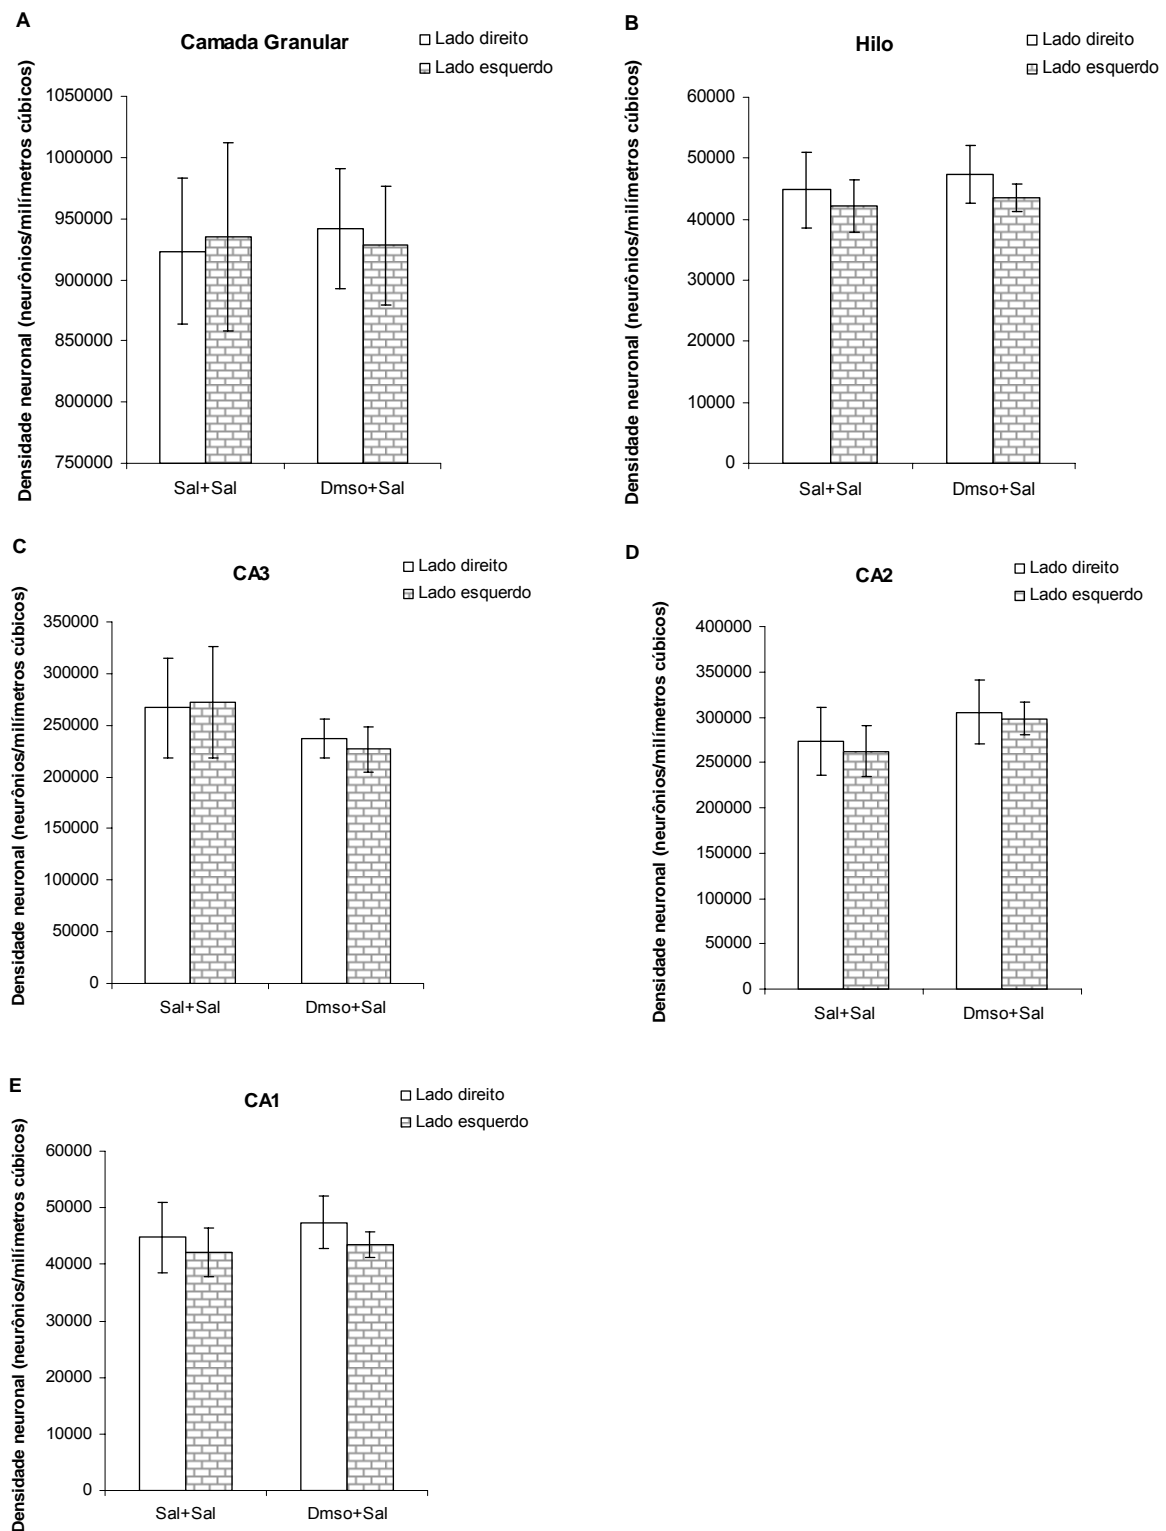 A
Camada Granular
Lado direito
Lado esquerdo
Densidade neuronal (neurônios/milímetros cúbicos)
1050000
1000000
950000
900000
850000
800000
750000
Sal+Sal Dmso+Sal
B
Hilo
Lado direito
Lado esquerdo
Densidade neuronal (neurônios/milímetros cúbicos)
60000
50000
40000
30000
20000
10000
0
Sal+Sal Dmso+Sal
C
CA3
Lado direito
Lado esquerdo
Densidade neuronal (neurônios/milímetros cúbicos)
350000
300000
250000
200000
150000
100000
50000
0
Sal+Sal Dmso+Sal
D
CA2
Lado direito
Lado esquerdo
Densidade neuronal (neurônios/milímetros cúbicos)
400000
350000
300000
250000
200000
150000
100000
50000
0
Sal+Sal Dmso+Sal
E
CA1
Lado direito
Lado esquerdo
Densidade neuronal (neurônios/milímetros cúbicos)
60000
50000
40000
30000
20000
10000
0
Sal+Sal Dmso+Sal